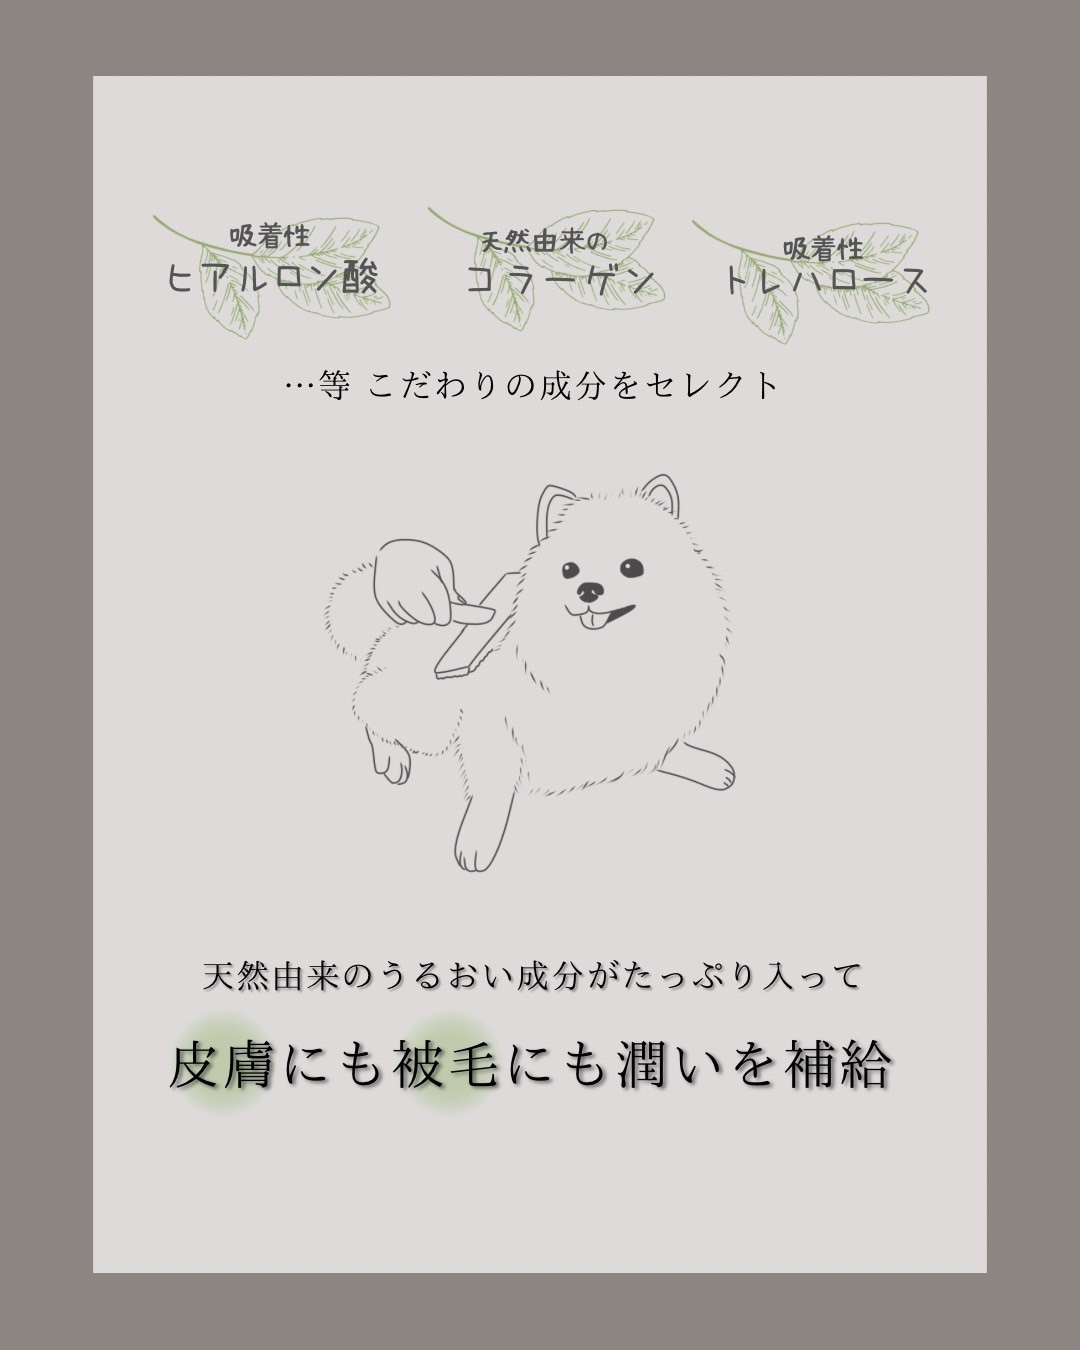 吸着性
ヒアルロン酸
天然由来の
コラーゲン
吸着性
トレハロース
…等 こだわりの成分をセレクト
天然由来のうるおい成分がたっぷり入って
皮膚にも被毛にも潤いを補給